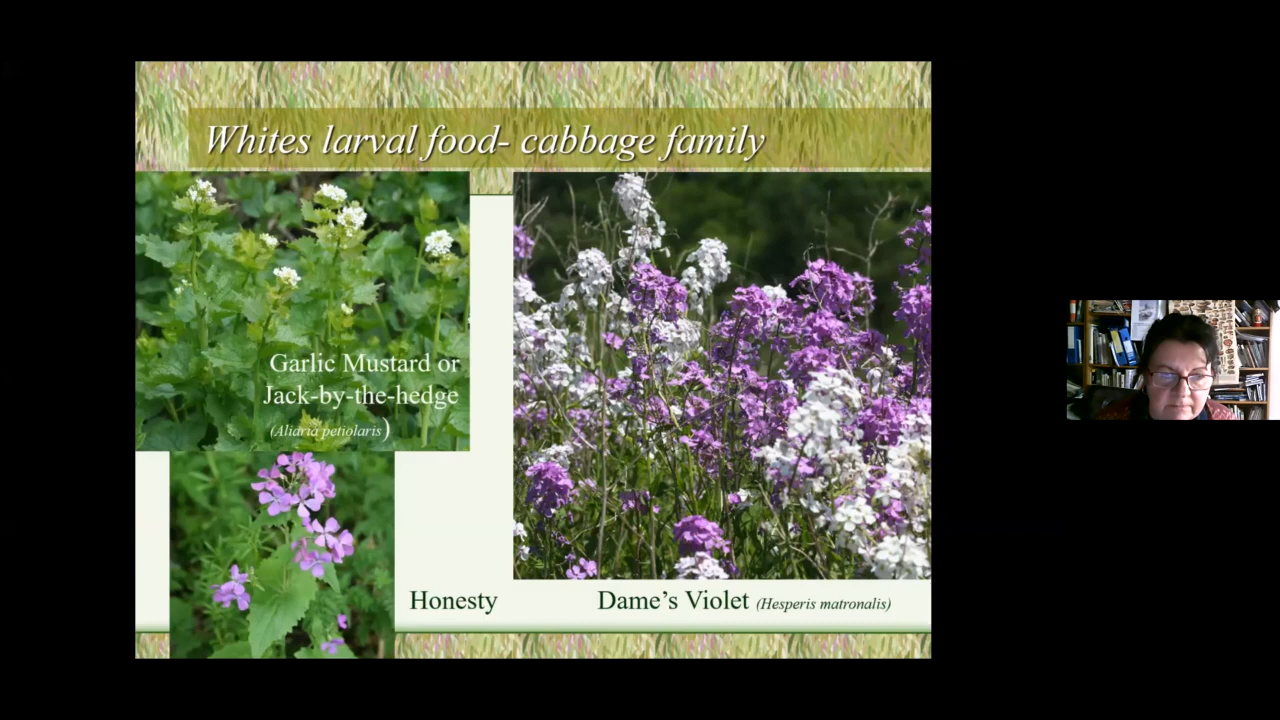 Whites larval food- cabbage family
Garlic Mustard or
Jack-by-the-hedge
(Aliaria petiolaris)
Honesty
Dame's Violet (Hesperis matronalis)